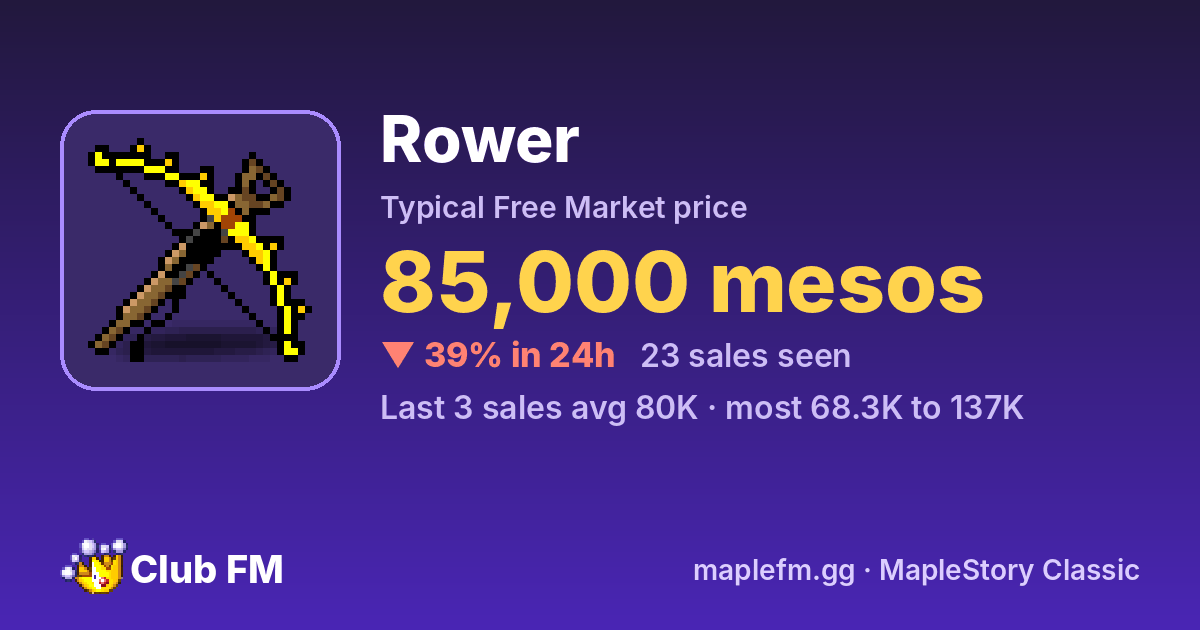 Rower
Typical Free Market price
85,000 mesos
▼ 39% in 24h 23 sales seen
Last 3 sales avg 80K · most 68.3K to 137K
Club FM
maplefm.gg · MapleStory Classic